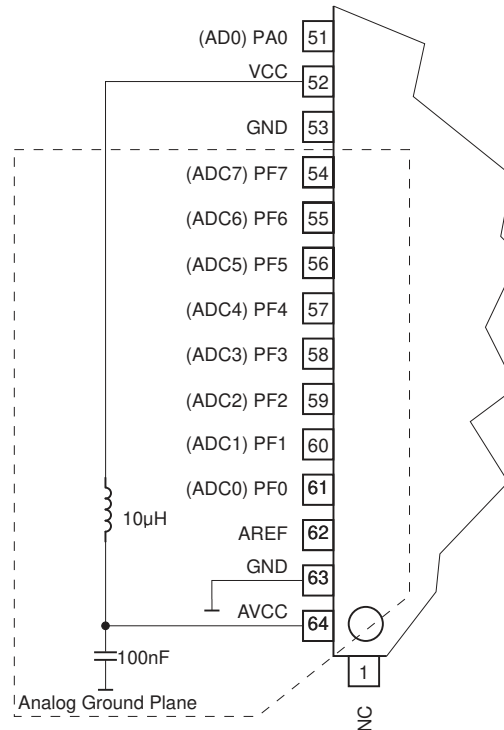 (AD0) PA0 51
VCC 52
GND 53
(ADC7) PF7 54
(ADC6) PF6 55
(ADC5) PF5 56
(ADC4) PF4 57
(ADC3) PF3 58
(ADC2) PF2 59
(ADC1) PF1 60
(ADC0) PF0 61
10µH
AREF 62
GND 63
AVCC 64
100nF
1
Analog Ground Plane
NC